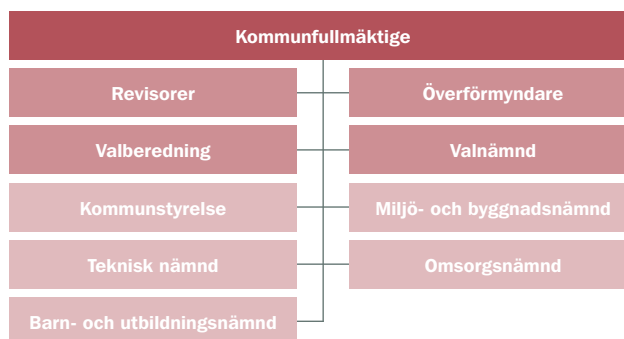 Kommunfullmäktige
Revisorer
Överförmyndare
Valberedning
Valnämnd
Kommunstyrelse
Miljö- och byggnadsnämnd
Teknisk nämnd
Omsorgsnämnd
Barn- och utbildningsnämnd